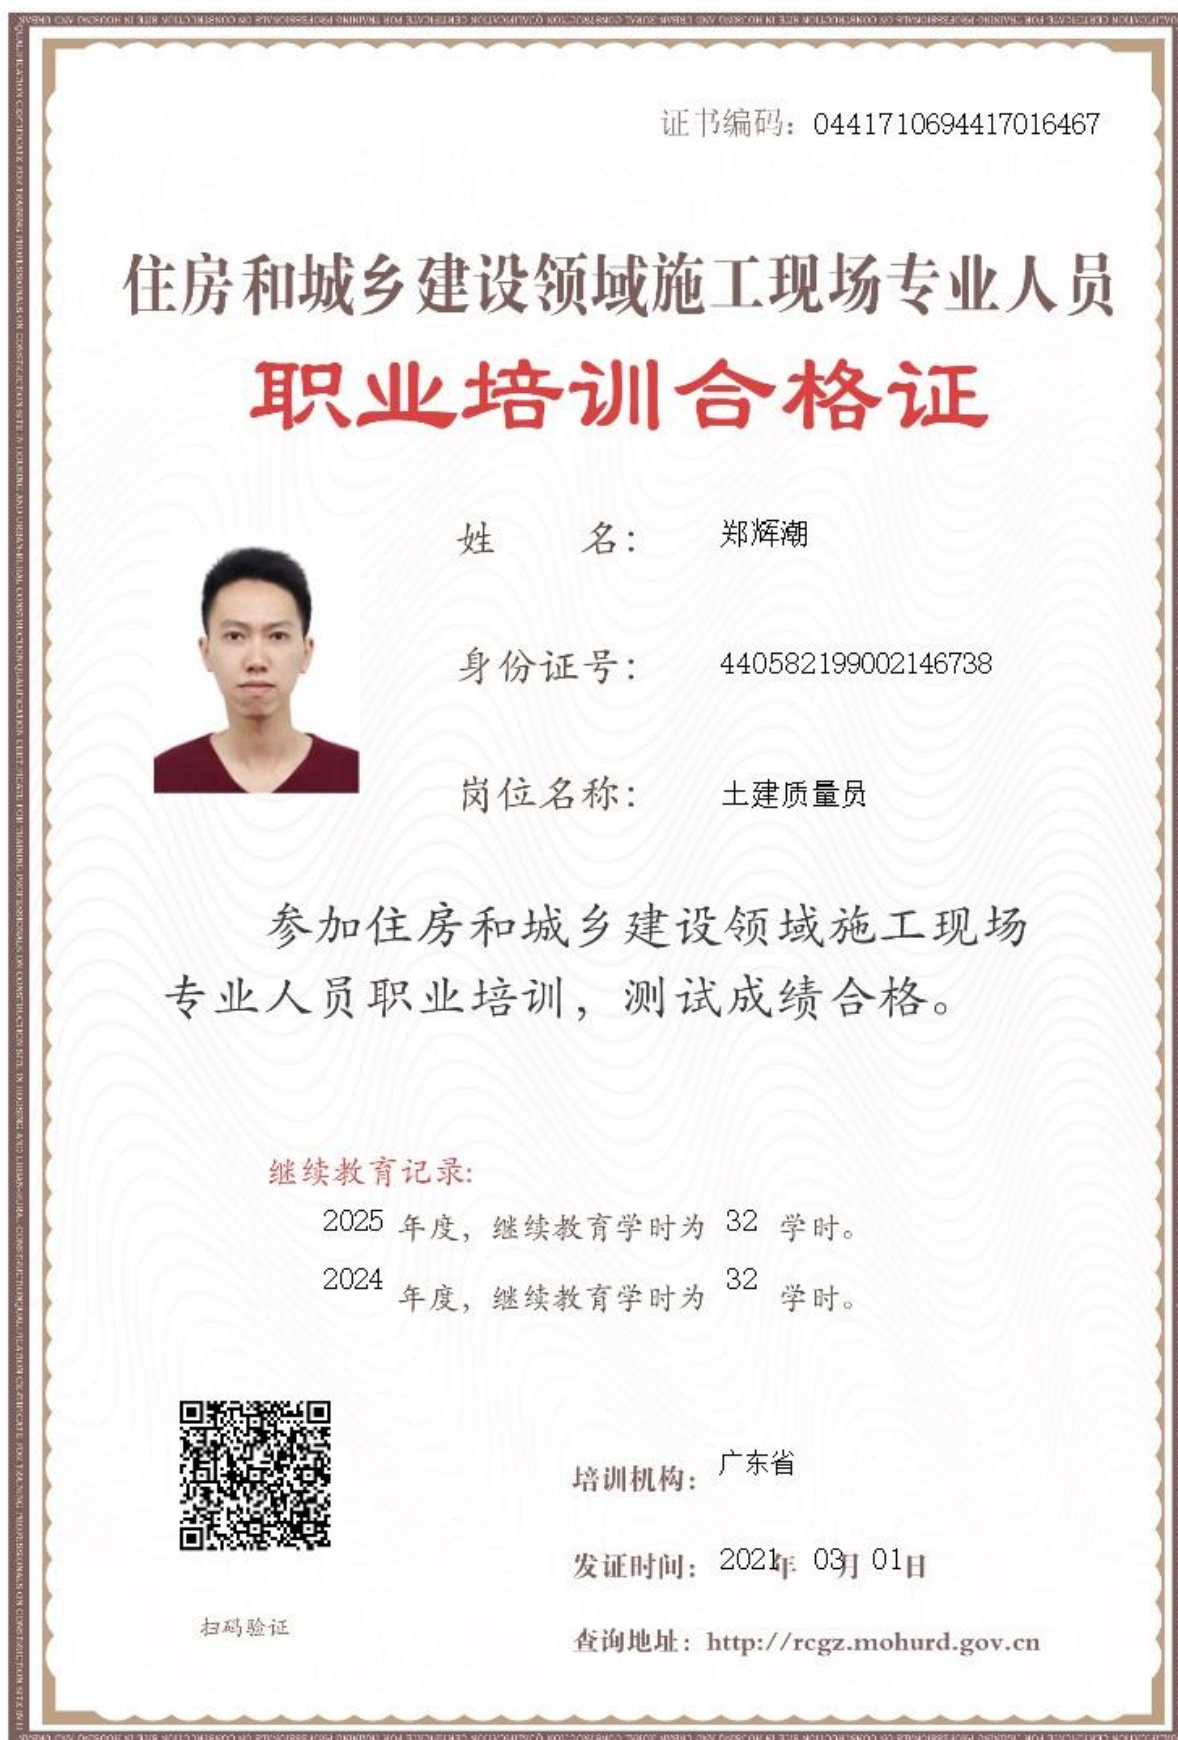 证书编码：0441710694417016467
住房和城乡建设领域施工现场专业人员
职业培训合格证
姓 名： 郑辉潮
身份证号： 440582199002146738
岗位名称： 土建质量员
参加住房和城乡建设领域施工现场
专业人员职业培训，测试成绩合格。
继续教育记录:
2025 年度，继续教育学时为 32 学时。
2024 年度，继续教育学时为 32 学时。
培训机构： 广东省
发证时间： 2021年 03月 01日
扫码验证
查询地址：http://rcgz.mohurd.gov.cn